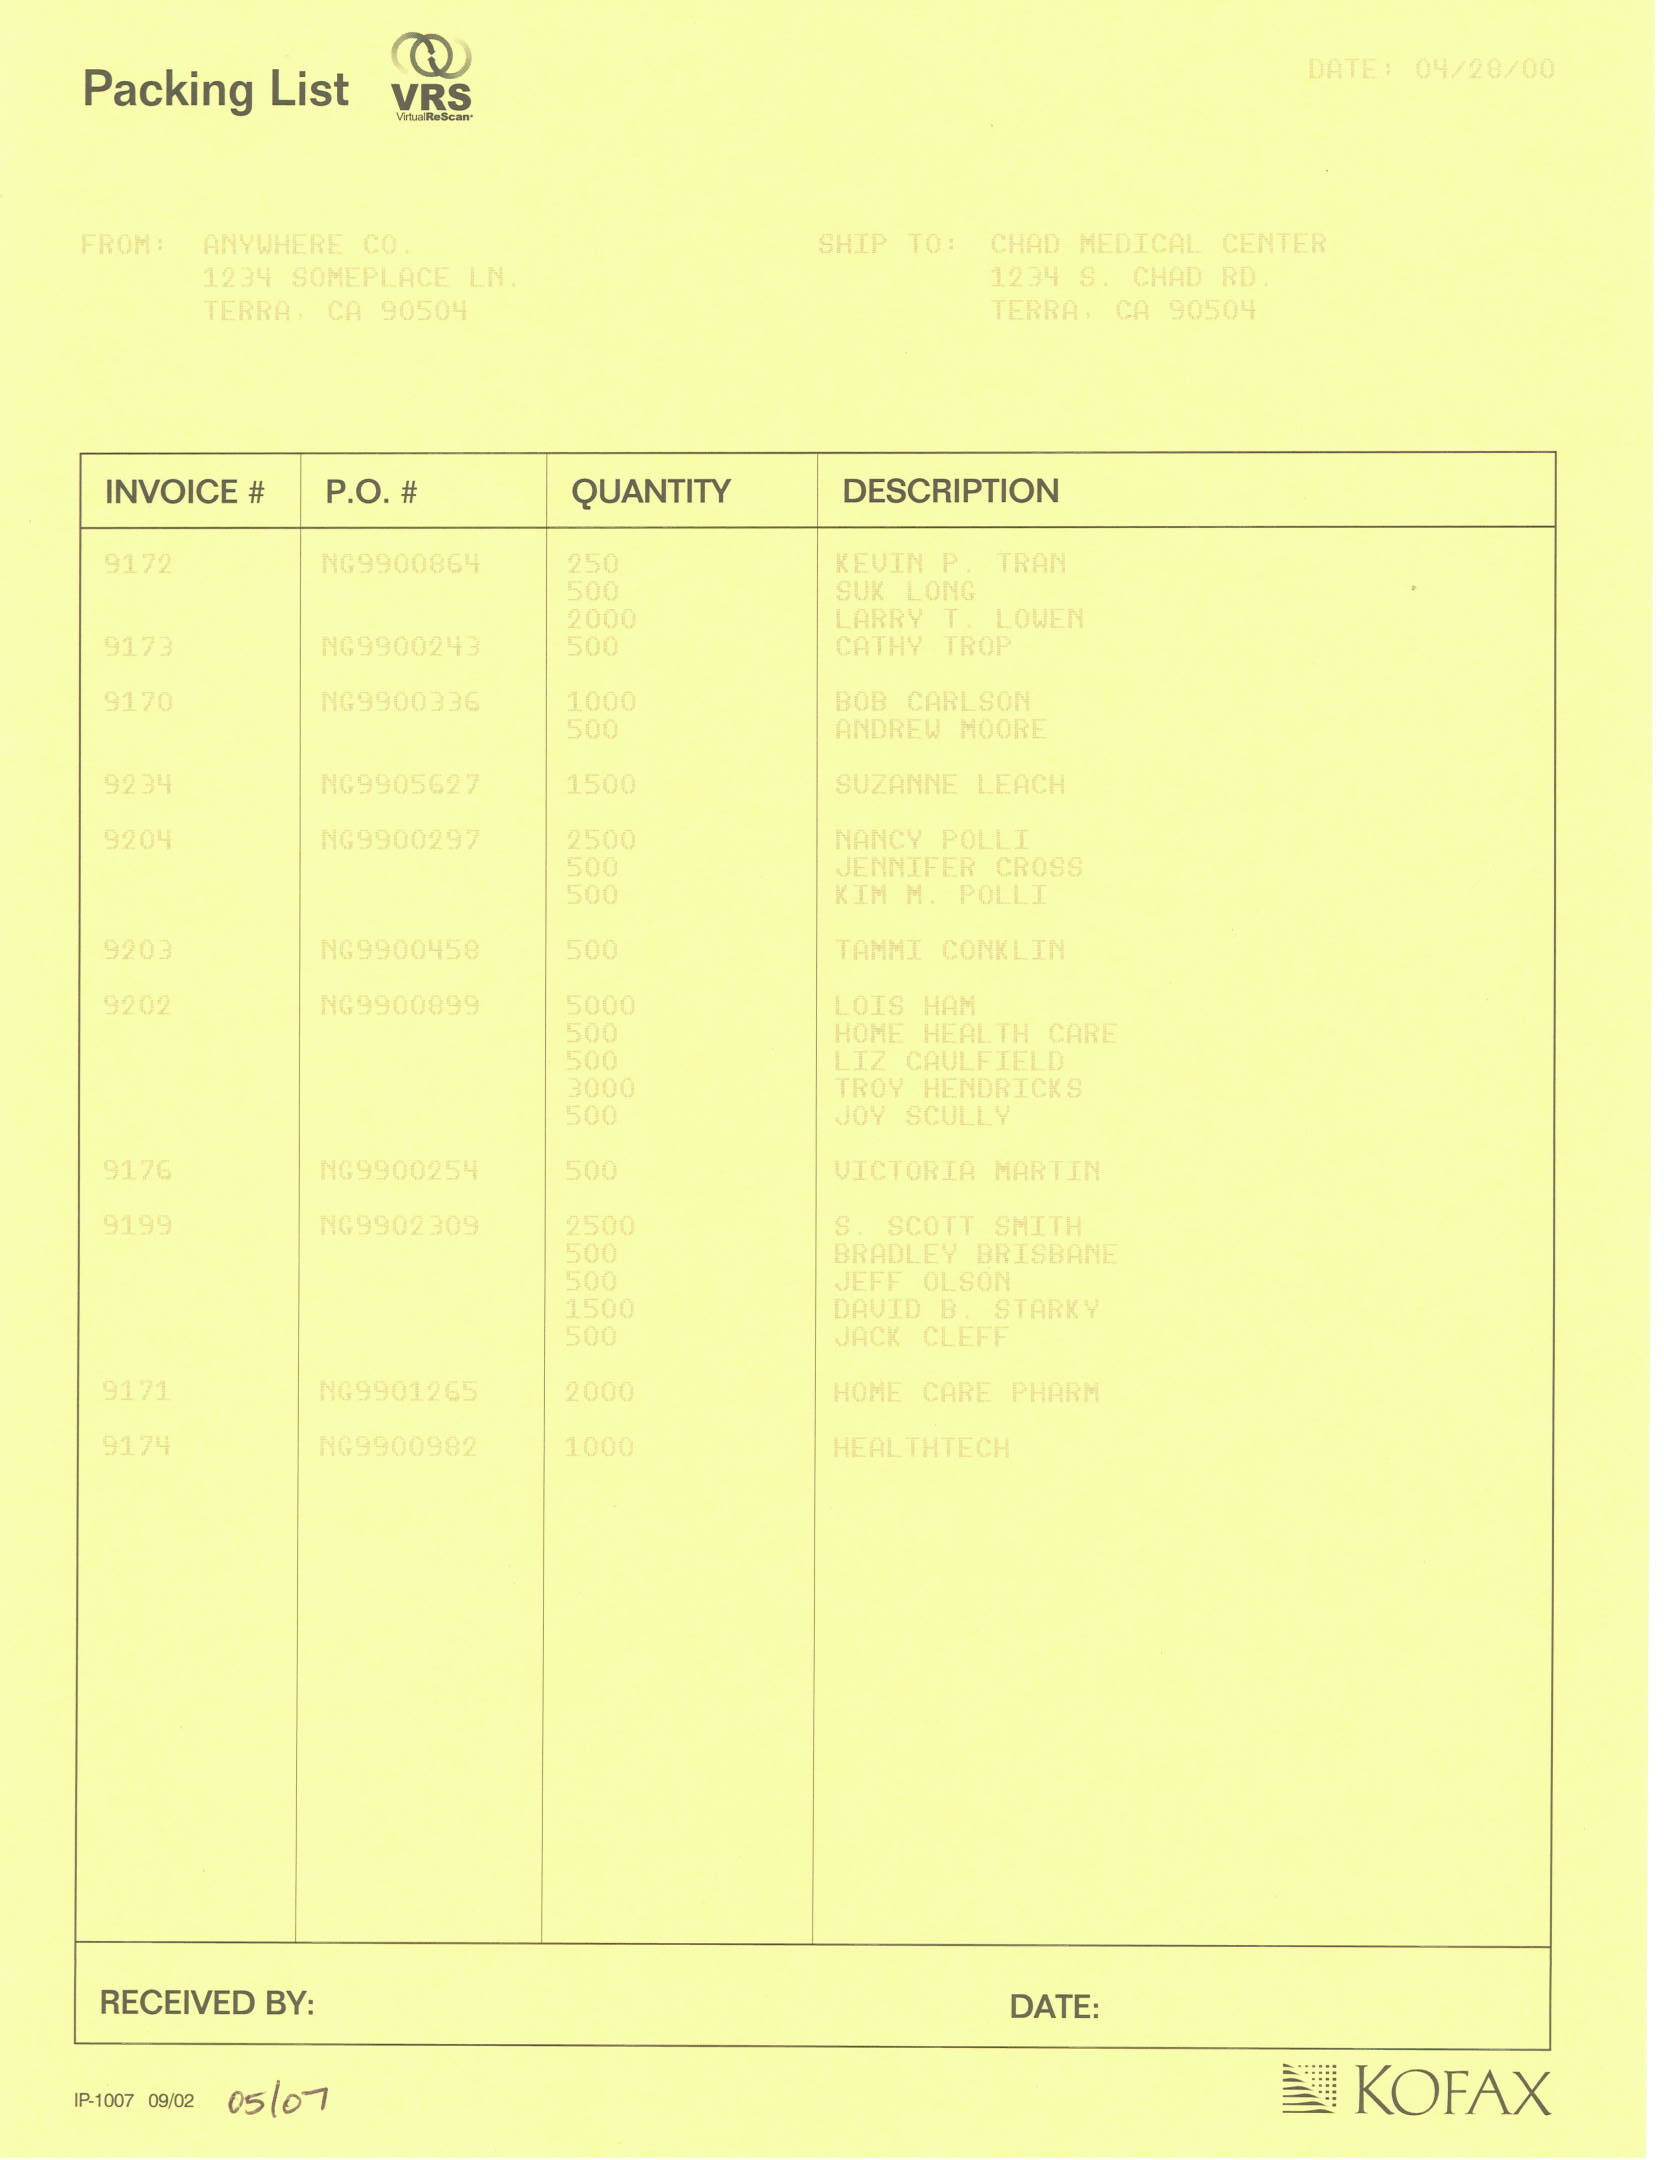 Packing List
VRS
VirtualReScan
DATE: 04/28/00
FROM: ANYWHERE CO.
1234 SOMEPLACE LN.
TERRA, CA 90504
SHIP TO: CHAD MEDICAL CENTER
1234 S. CHAD RD.
TERRA, CA 90504
INVOICE # P.O. # QUANTITY DESCRIPTION
9172 NG9900864 250 KEVIN P. TRAN
500 SUK LONG
2000 LARRY T. LOWEN
9173 NG9900243 500 CATHY TROP
9170 NG9900336 1000 BOB CARLSON
500 ANDREW MOORE
9234 NG9905627 1500 SUZANNE LEACH
9204 NG9900297 2500 NANCY POLLI
500 JENNIFER CROSS
500 KIM M. POLLI
9203 NG9900458 500 TAMMI CONKLIN
9202 NG9900899 5000 LOIS HAM
500 HOME HEALTH CARE
500 LIZ CAULFIELD
3000 TROY HENDRICKS
500 JOY SCULLY
9176 NG9900254 500 VICTORIA MARTIN
9199 NG9902309 2500 S. SCOTT SMITH
500 BRADLEY BRISBANE
500 JEFF OLSON
1500 DAVID B. STARKY
500 JACK CLEFF
9171 NG9901265 2000 HOME CARE PHARM
9174 NG9900982 1000 HEALTHTECH
RECEIVED BY: DATE:
IP-1007 09/02 05/07
KOFAX